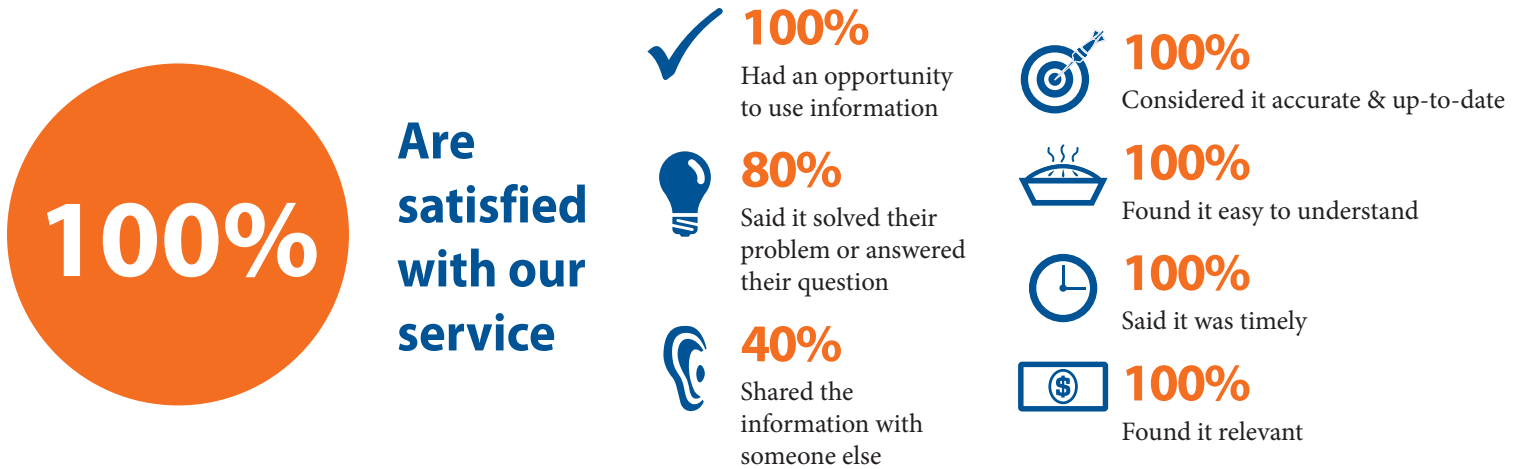 100%
Are
satisfied
with our
service
100%
Had an opportunity
to use information
80%
Said it solved their
problem or answered
their question
40%
Shared the
information with
someone else
100%
Considered it accurate & up-to-date
100%
Found it easy to understand
100%
Said it was timely
$
100%
Found it relevant